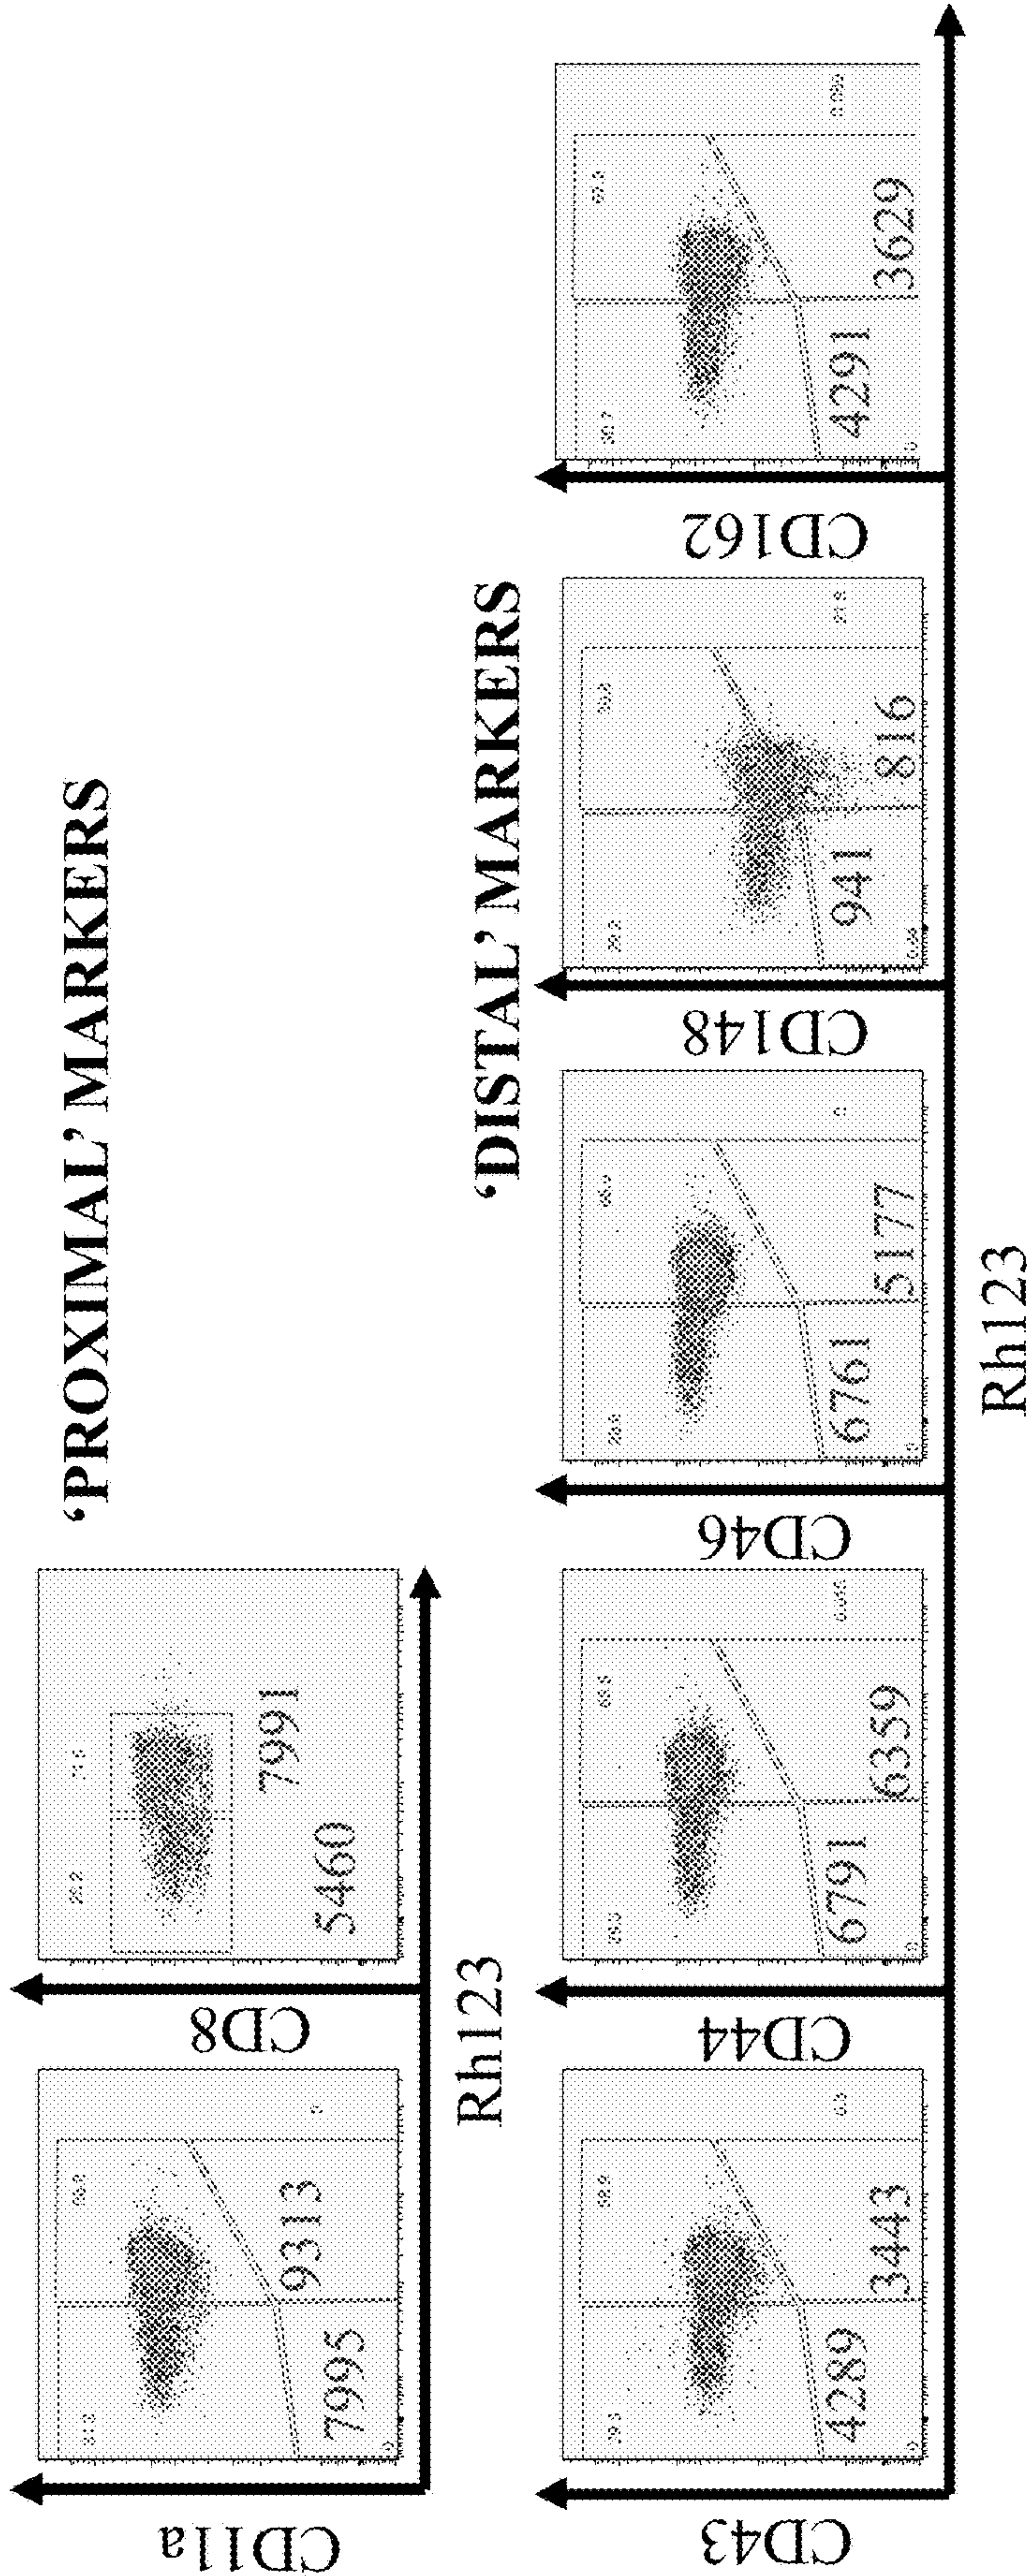 ‘PROXIMAL’ MARKERS
CD11a
7995
9313
CD8
5460
7991
Rh123
‘DISTAL’ MARKERS
CD43
4289
3443
CD44
6791
6359
CD46
6761
5177
CD148
941
816
CD162
4291
3629
Rh123